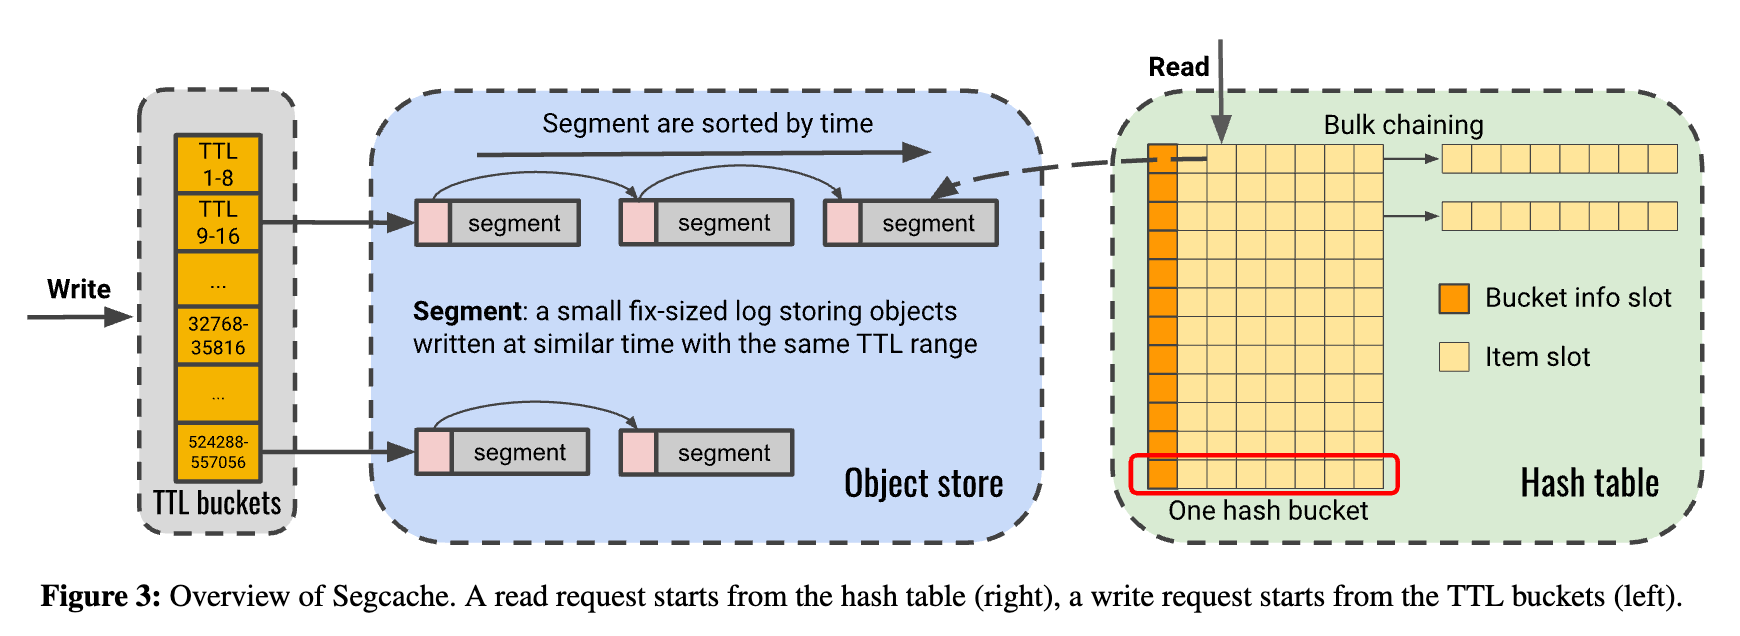 Write
TTL
1-8
TTL
9-16
...
32768-
35816
...
524288-
557056
TTL buckets
Segment are sorted by time
segment
segment
segment
Segment: a small fix-sized log storing objects
written at similar time with the same TTL range
segment
segment
Object store
Read
Bulk chaining
Bucket info slot
Item slot
One hash bucket
Hash table
Figure 3: Overview of Segcache. A read request starts from the hash table (right), a write request starts from the TTL buckets (left).